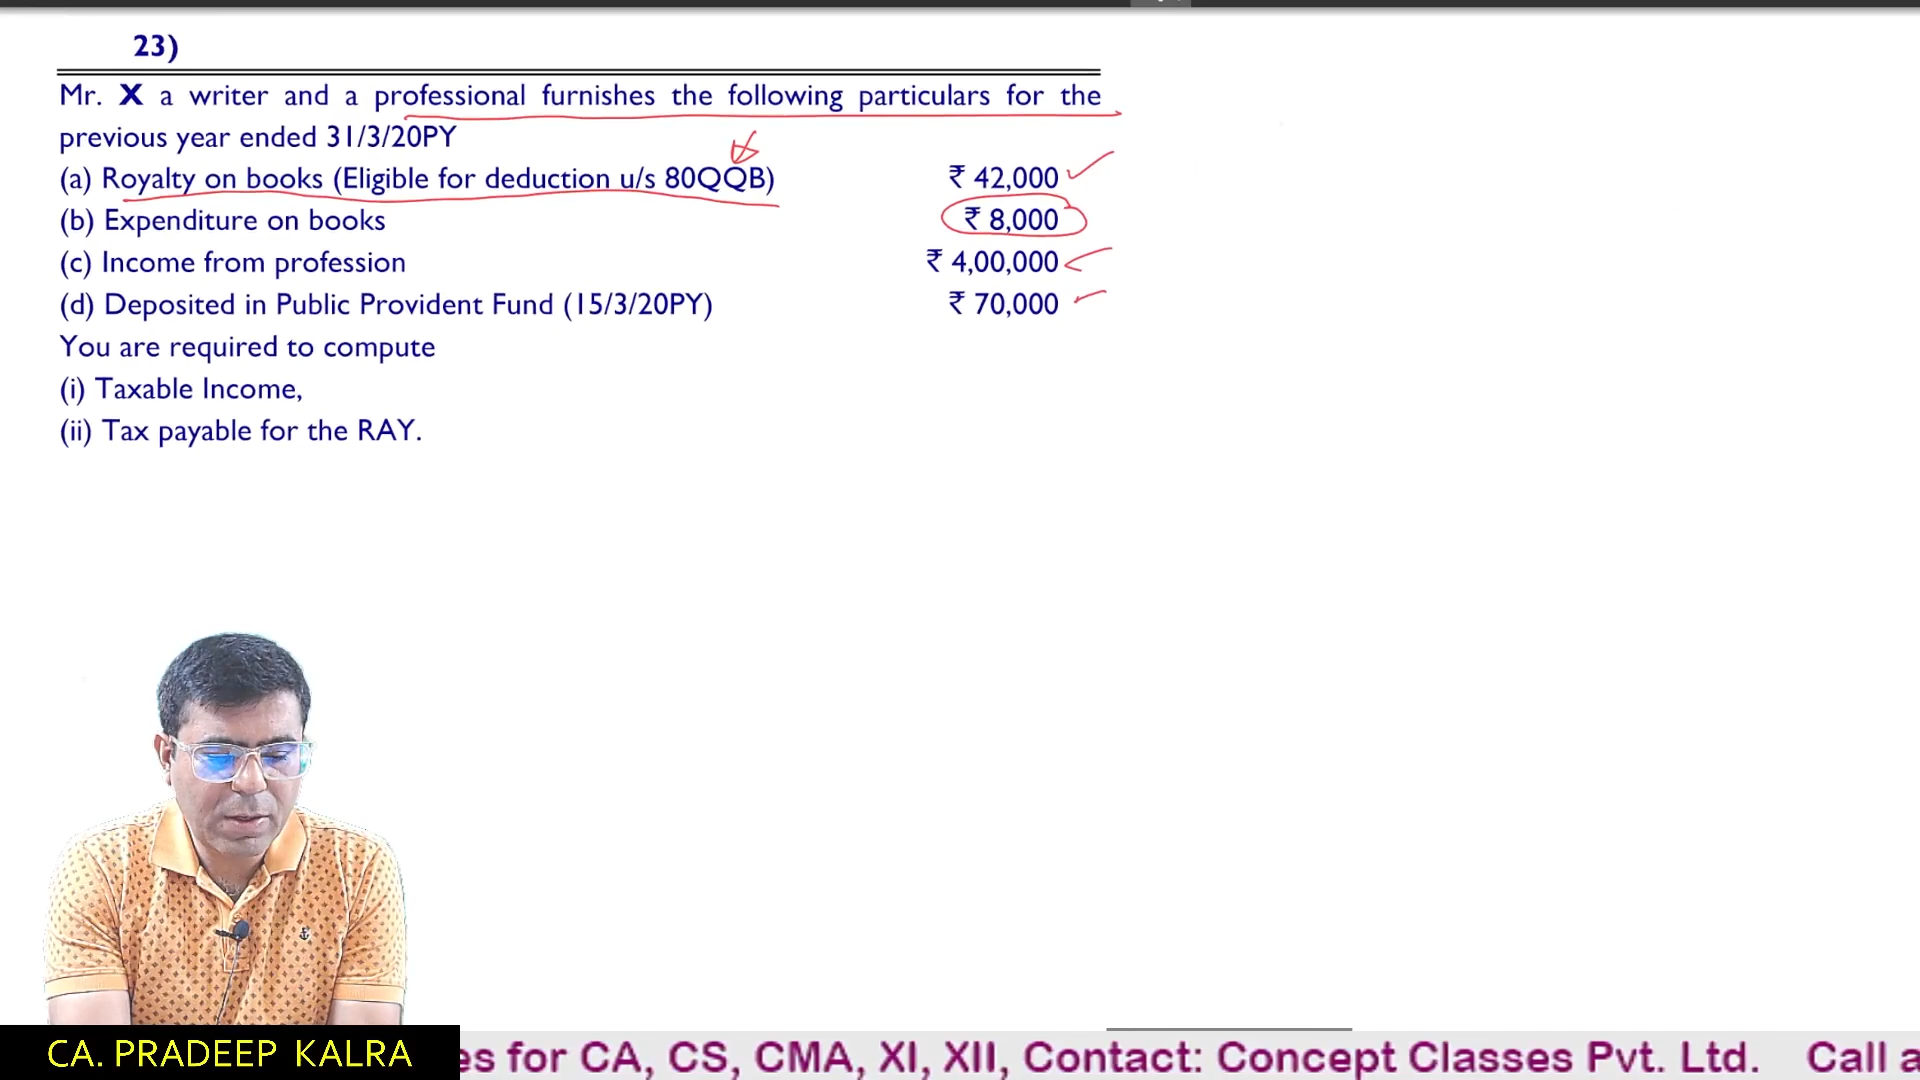 23)
Mr. X a writer and a professional furnishes the following particulars for the
previous year ended 31/3/20PY
(a) Royalty on books (Eligible for deduction u/s 80QQB) ₹ 42,000
(b) Expenditure on books ₹ 8,000
(c) Income from profession ₹ 4,00,000
(d) Deposited in Public Provident Fund (15/3/20PY) ₹ 70,000
You are required to compute
(i) Taxable Income,
(ii) Tax payable for the RAY.
CA. PRADEEP KALRA
es for CA, CS, CMA, XI, XII, Contact: Concept Classes Pvt. Ltd. Call a